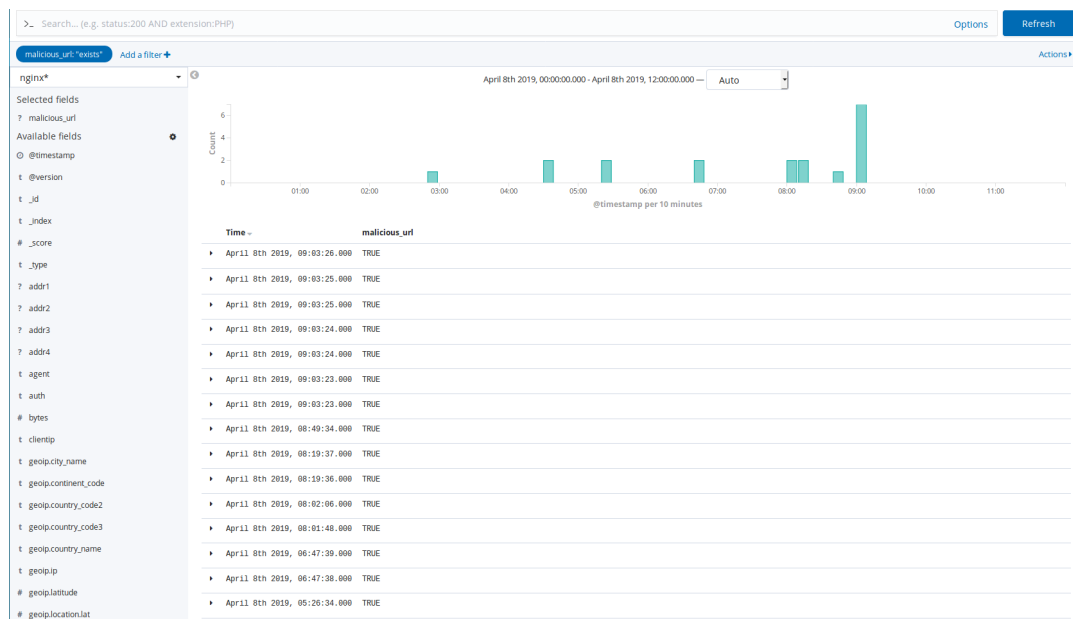 >_ Search... (e.g. status:200 AND extension:PHP) Options Refresh
malicious_url: "exists" Add a filter + Actions
nginx*
April 8th 2019, 00:00:00.000 - April 8th 2019, 12:00:00.000 — Auto
Selected fields
? malicious_url
Available fields
@timestamp
t @version
t _id
t _index
# _score
t _type
? addr1
? addr2
? addr3
? addr4
t agent
t auth
# bytes
t clientip
t geoip.city_name
t geoip.continent_code
t geoip.country_code2
t geoip.country_code3
t geoip.country_name
t geoip.ip
# geoip.latitude
# geoip.location.lat
Count
6
4
2
0
01:00 02:00 03:00 04:00 05:00 06:00 07:00 08:00 09:00 10:00 11:00
@timestamp per 10 minutes
Time malicious_url
April 8th 2019, 09:03:26.000 TRUE
April 8th 2019, 09:03:25.000 TRUE
April 8th 2019, 09:03:25.000 TRUE
April 8th 2019, 09:03:24.000 TRUE
April 8th 2019, 09:03:24.000 TRUE
April 8th 2019, 09:03:23.000 TRUE
April 8th 2019, 09:03:23.000 TRUE
April 8th 2019, 08:49:34.000 TRUE
April 8th 2019, 08:19:37.000 TRUE
April 8th 2019, 08:19:36.000 TRUE
April 8th 2019, 08:02:06.000 TRUE
April 8th 2019, 08:01:48.000 TRUE
April 8th 2019, 06:47:39.000 TRUE
April 8th 2019, 06:47:38.000 TRUE
April 8th 2019, 05:26:34.000 TRUE